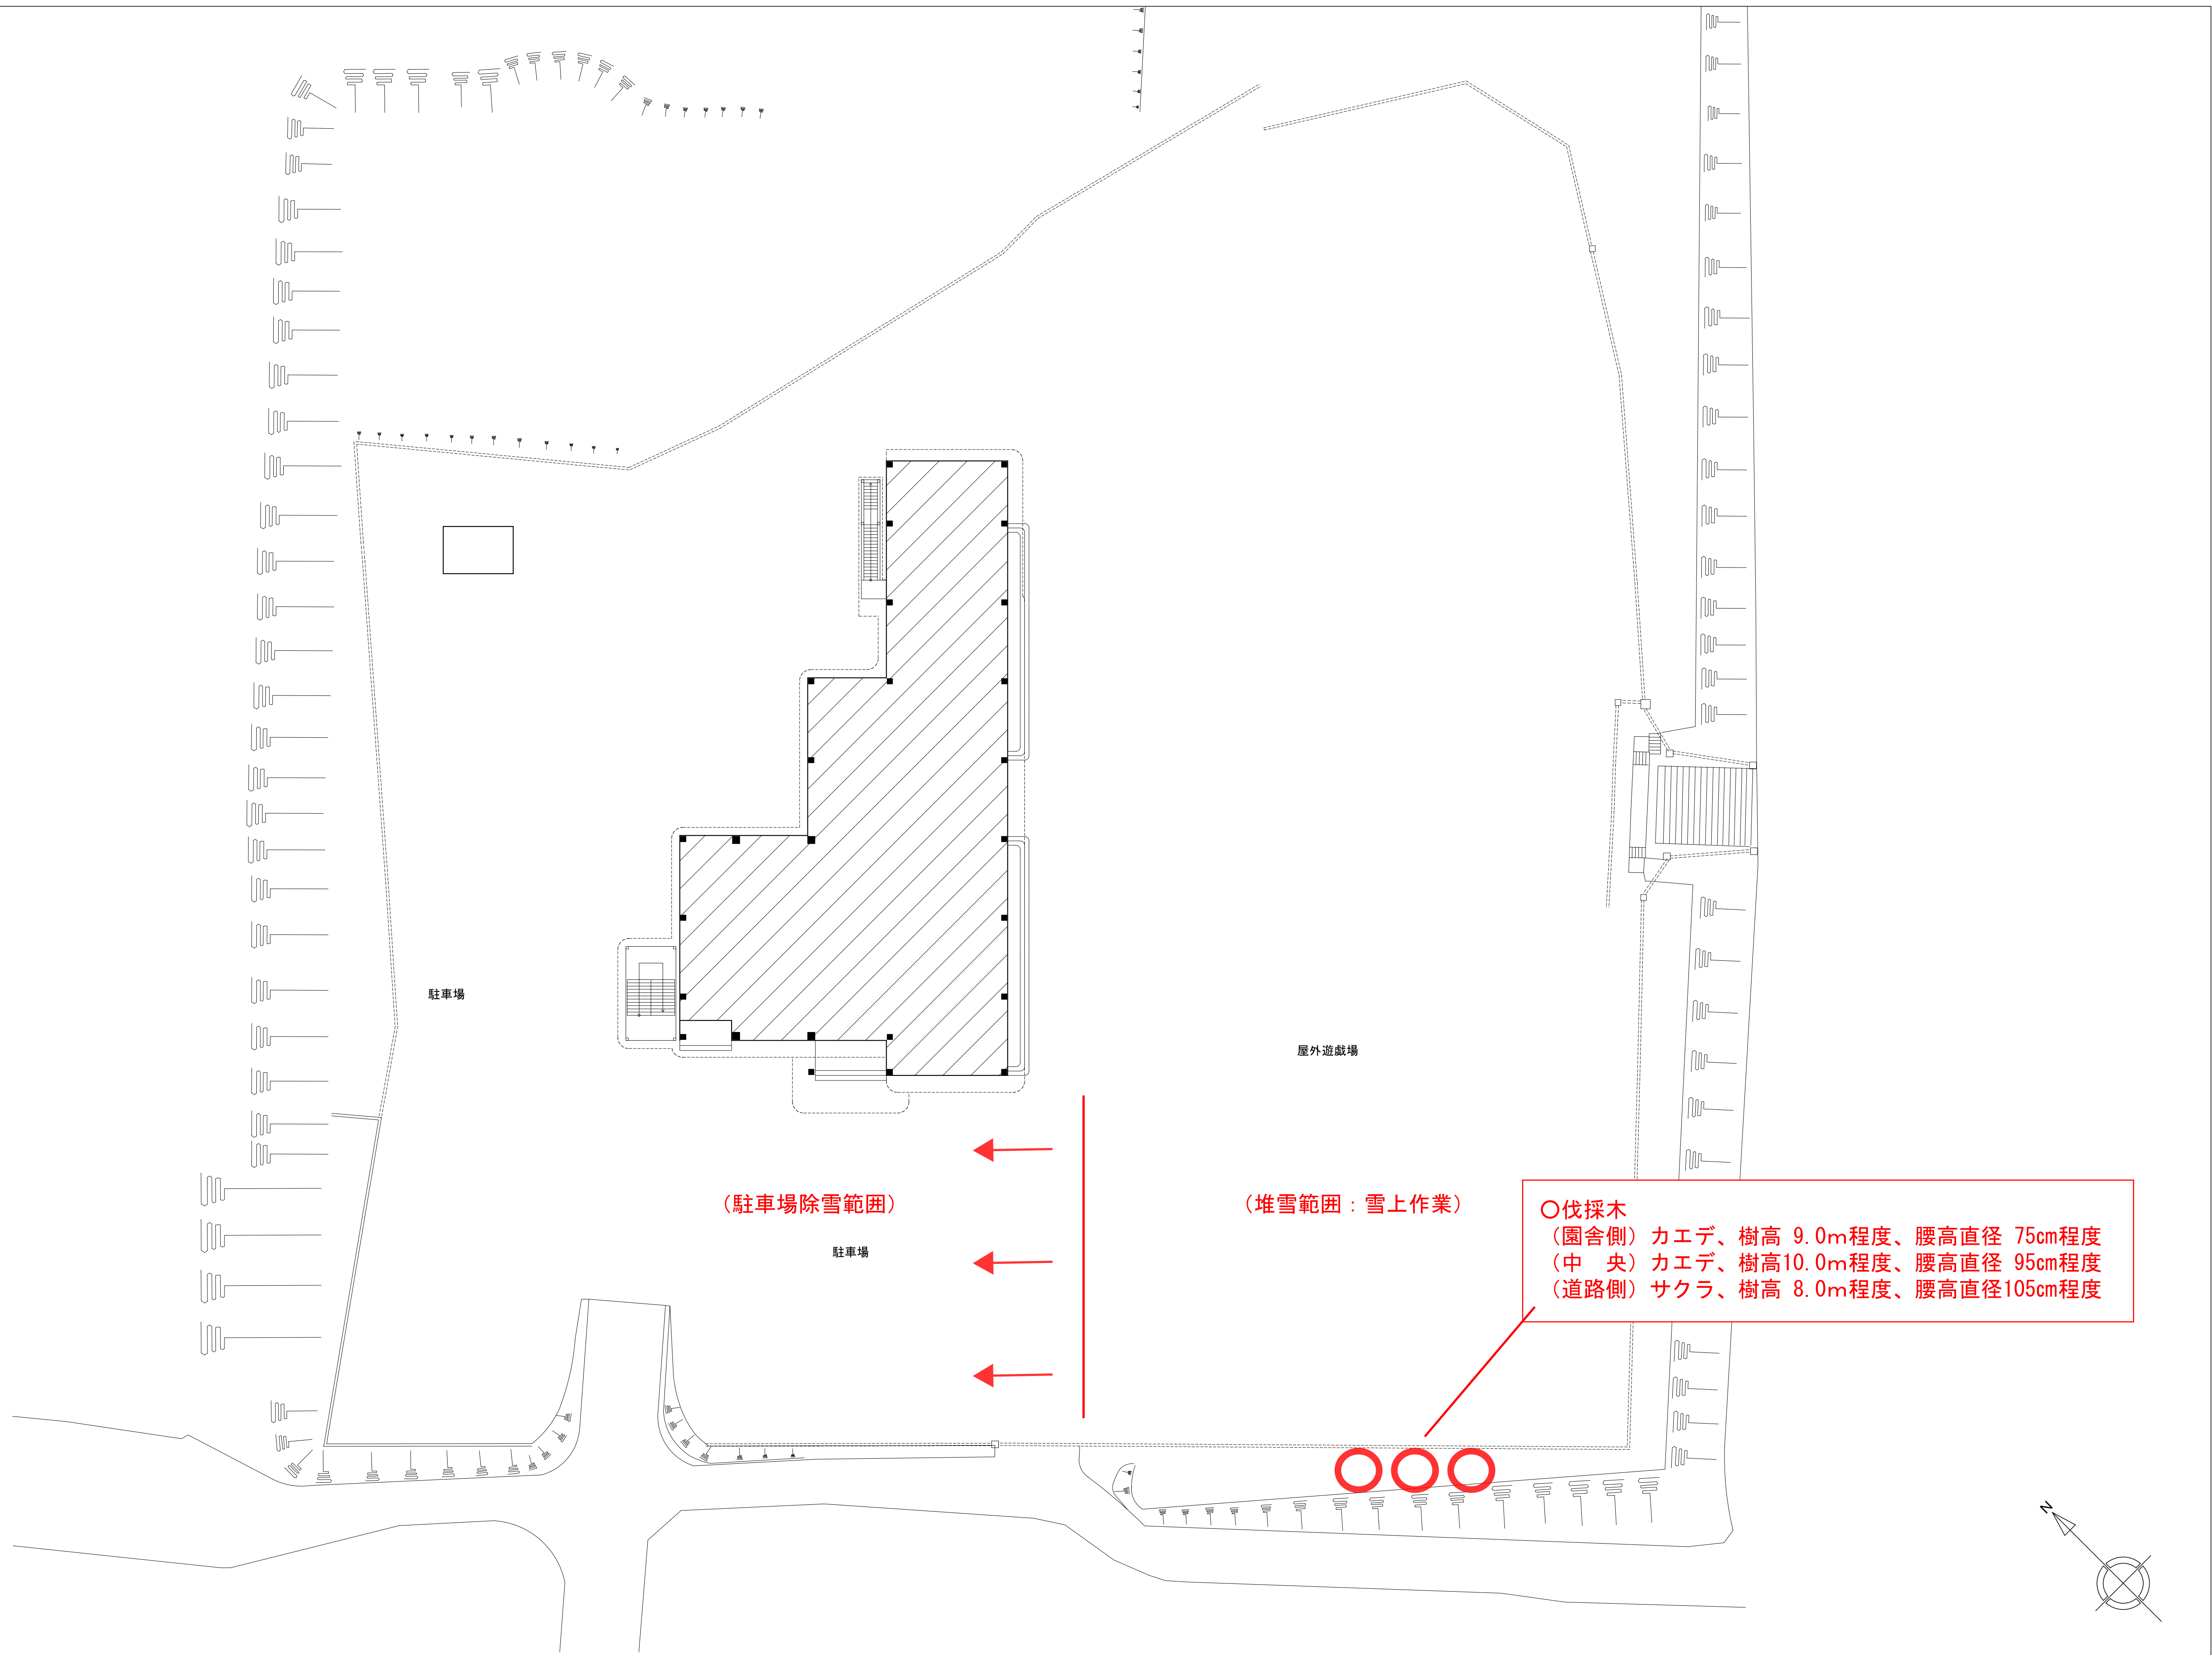 駐車場
屋外遊戯場
（駐車場除雪範囲）
（堆雪範囲：雪上作業）
駐車場
〇伐採木
（園舎側）カエデ、樹高 9.0ｍ程度、腰高直径 75cm程度
（中　央）カエデ、樹高10.0ｍ程度、腰高直径 95cm程度
（道路側）サクラ、樹高 8.0ｍ程度、腰高直径105cm程度
N